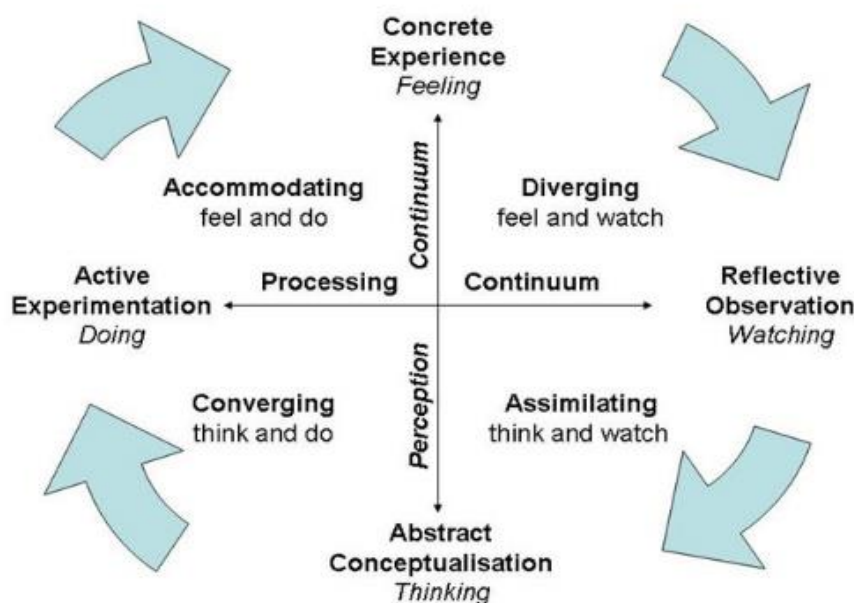 Concrete
Experience
Feeling
Continuum
Accommodating
feel and do
Diverging
feel and watch
Active
Experimentation
Doing
Processing
Continuum
Reflective
Observation
Watching
Perception
Converging
think and do
Assimilating
think and watch
Abstract
Conceptualisation
Thinking